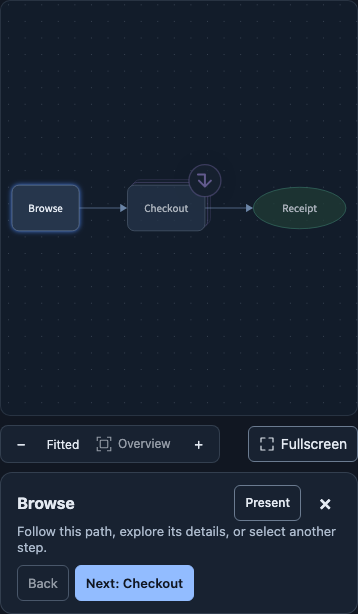 Browse
Checkout
Receipt
− Fitted Overview +
Fullscreen
Browse
Present ×
Follow this path, explore its details, or select another
step.
Back
Next: Checkout